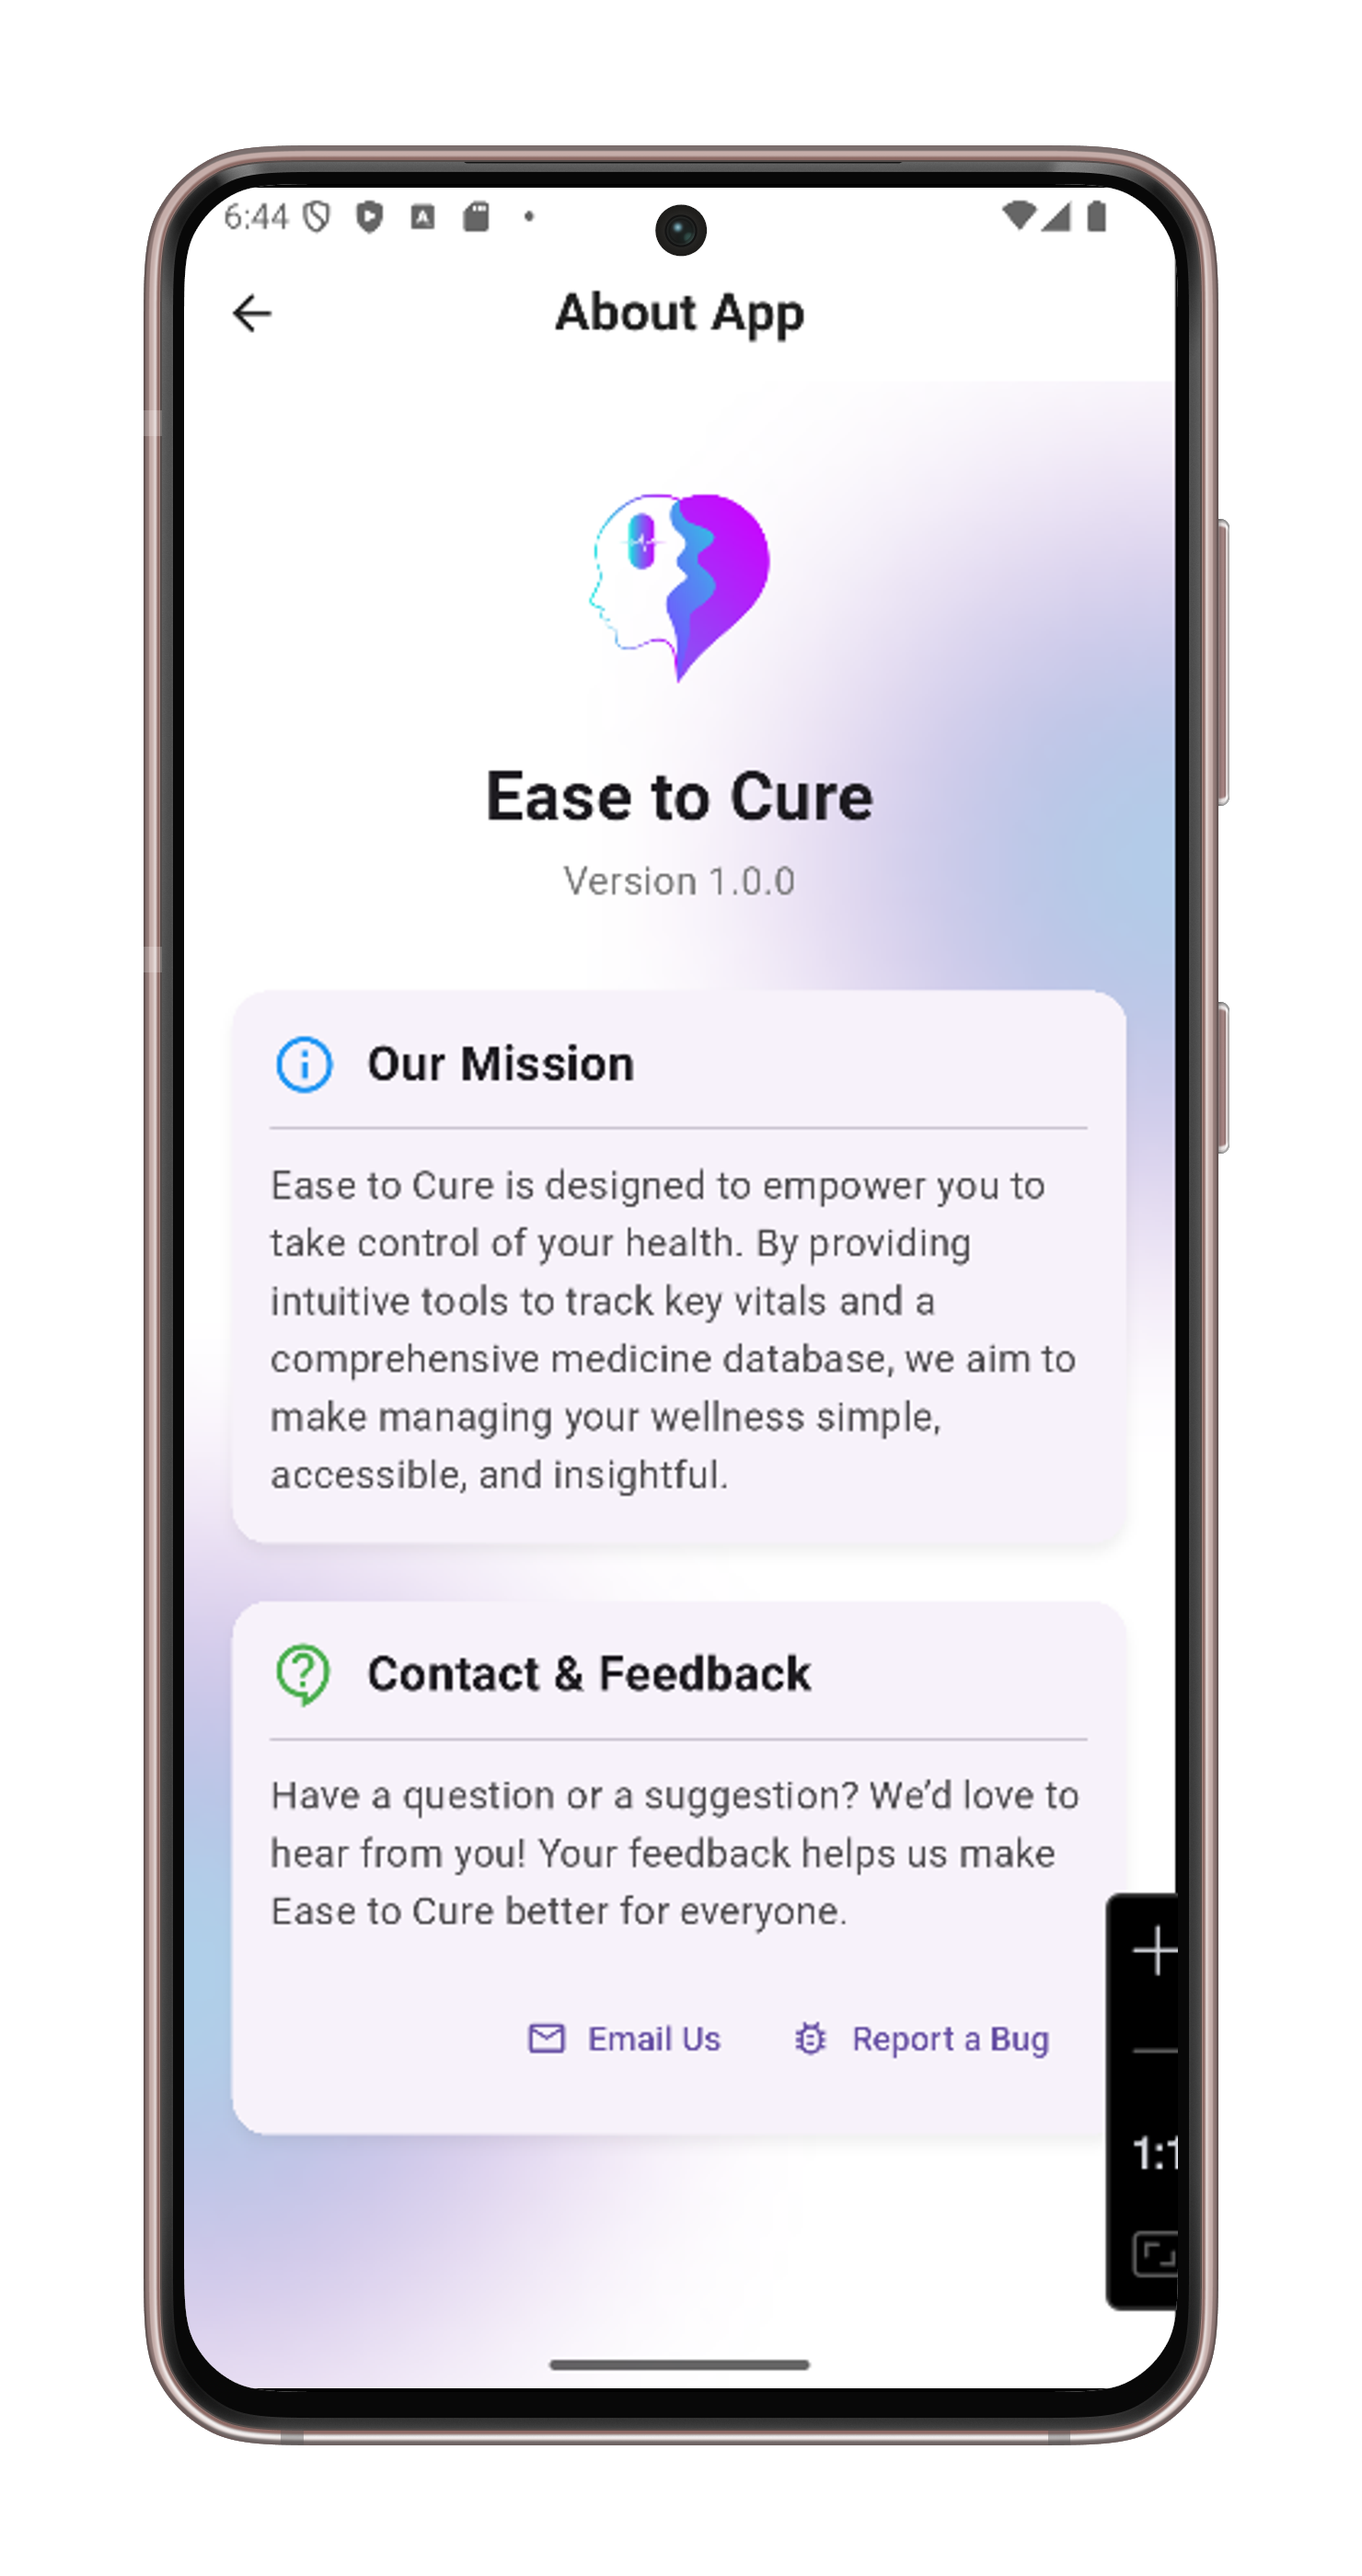 6:44
About App
Ease to Cure
Version 1.0.0
Our Mission
Ease to Cure is designed to empower you to
take control of your health. By providing
intuitive tools to track key vitals and a
comprehensive medicine database, we aim to
make managing your wellness simple,
accessible, and insightful.
Contact & Feedback
Have a question or a suggestion? We’d love to
hear from you! Your feedback helps us make
Ease to Cure better for everyone.
Email Us
Report a Bug
1:1